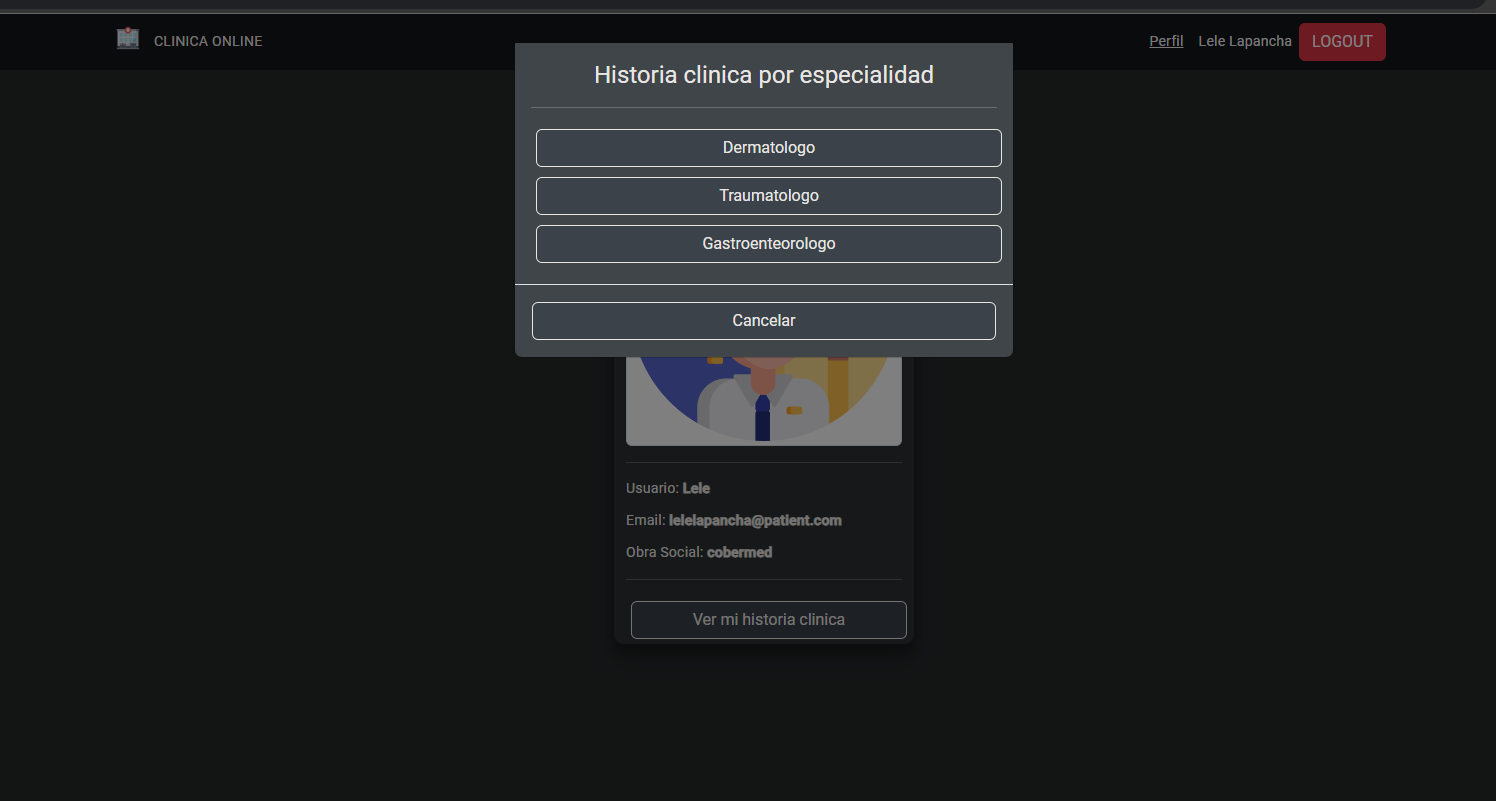 CLINICA ONLINE
Perfil Lele Lapancha LOGOUT
Historia clinica por especialidad
Dermatologo
Traumatologo
Gastroenteorologo
Cancelar
Usuario: Lele
Email: lelelapancha@patient.com
Obra Social: cobermed
Ver mi historia clinica